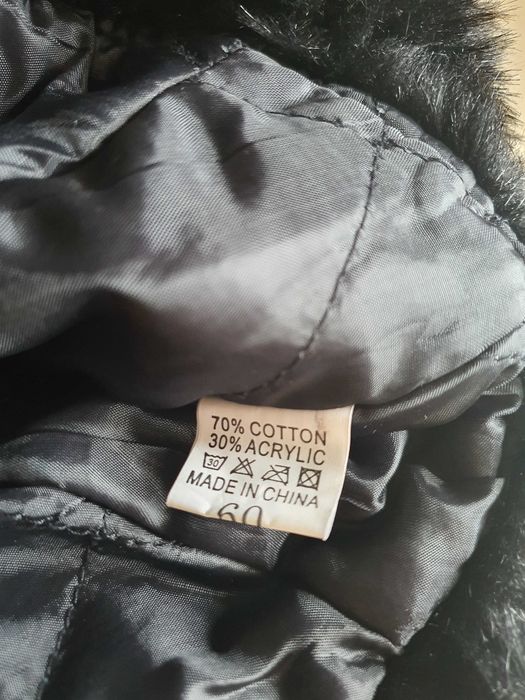 70% COTTON
30% ACRYLIC
30
MADE IN CHINA
60